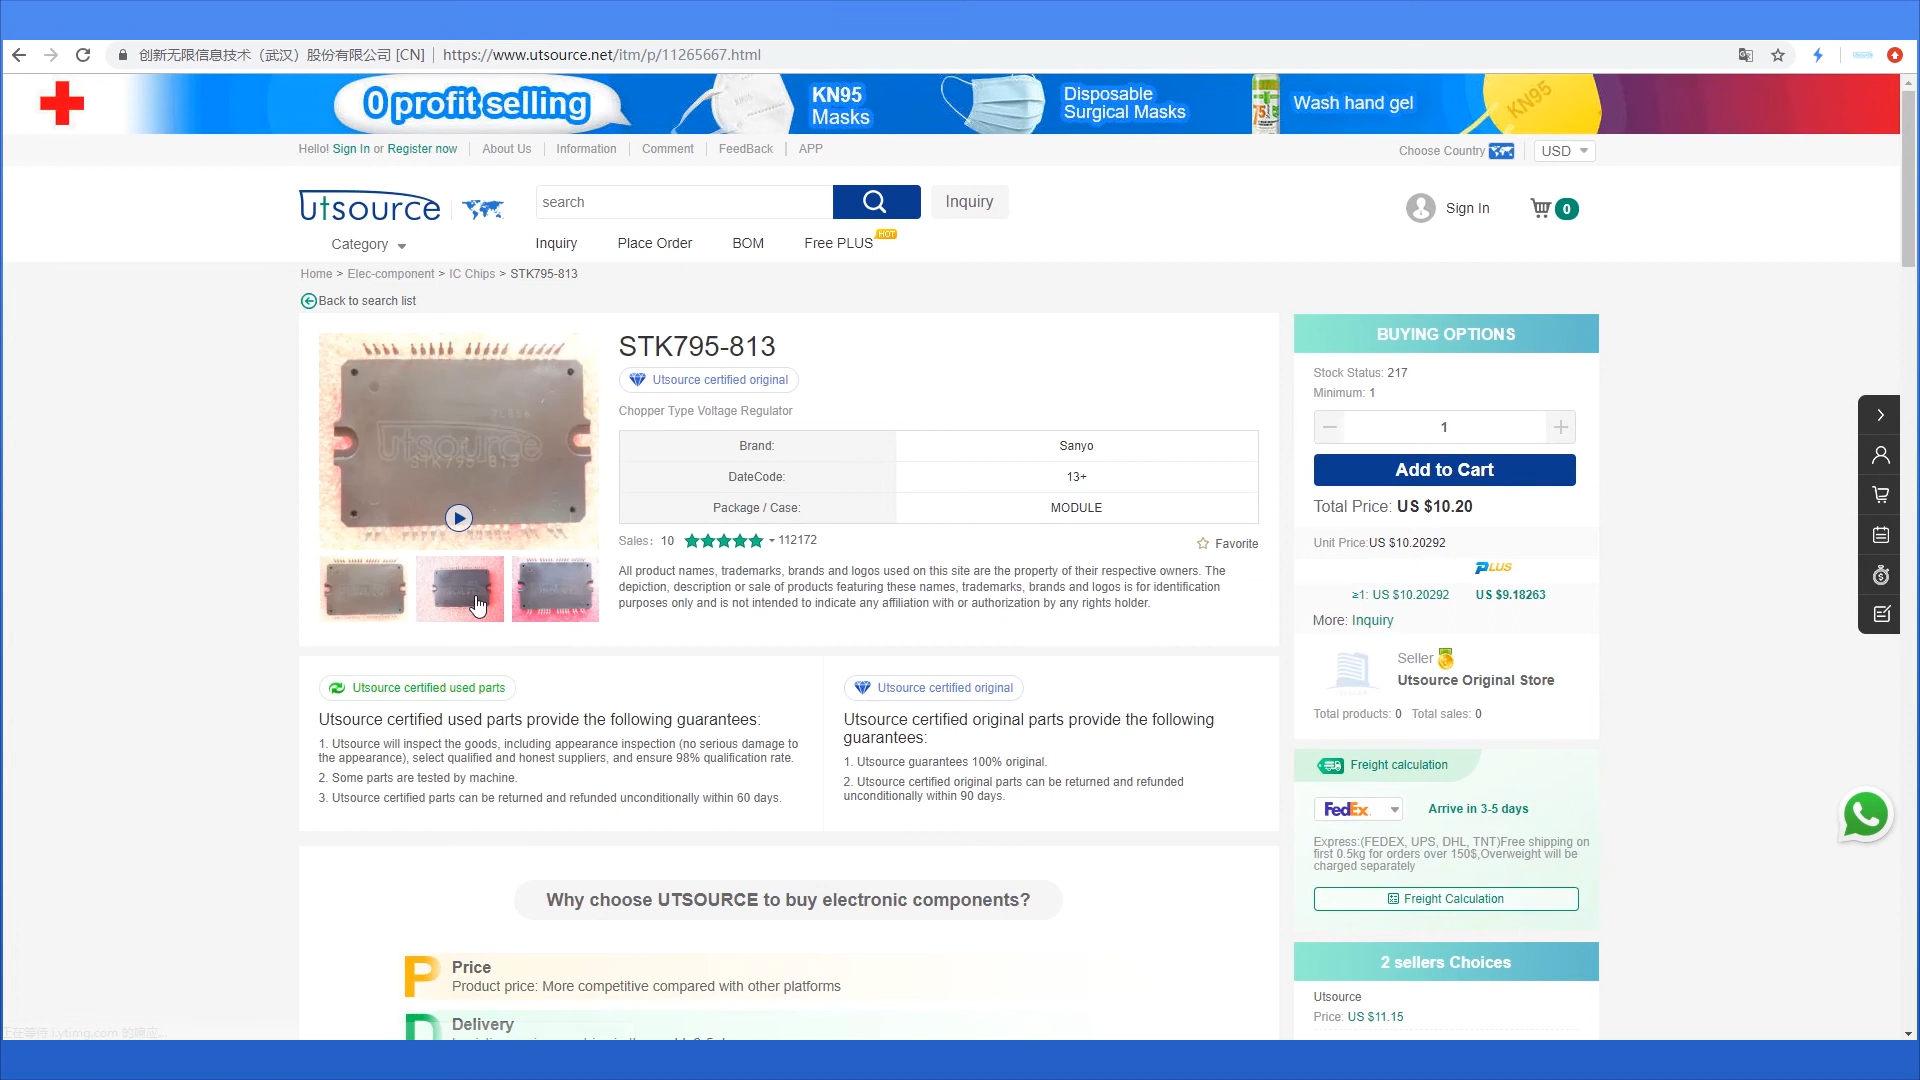 创新无限信息技术（武汉）股份有限公司 [CN] | https://www.utsource.net/itm/p/11265667.html
0 profit selling
KN95
Masks
Disposable
Surgical Masks
75%
Wash hand gel
KN95
Hello! Sign In or Register now | About Us | Information | Comment | FeedBack | APP
Choose Country
USD
utsource
search
Inquiry
Sign In
0
Category
Inquiry
Place Order
BOM
Free PLUS
HOT
Home > Elec-component > IC Chips > STK795-813
Back to search list
utsource
STK795-813
STK795-813
Utsource certified original
Chopper Type Voltage Regulator
Brand: Sanyo
DateCode: 13+
Package / Case: MODULE
Sales: 10
112172
Favorite
All product names, trademarks, brands and logos used on this site are the property of their respective owners. The
depiction, description or sale of products featuring these names, trademarks, brands and logos is for identification
purposes only and is not intended to indicate any affiliation with or authorization by any rights holder.
BUYING OPTIONS
Stock Status: 217
Minimum: 1
1
Add to Cart
Total Price: US $10.20
Unit Price:US $10.20292
PLUS
≥1: US $10.20292 US $9.18263
More: Inquiry
Seller
Utsource Original Store
Total products: 0 Total sales: 0
Utsource certified used parts
Utsource certified used parts provide the following guarantees:
1. Utsource will inspect the goods, including appearance inspection (no serious damage to
the appearance), select qualified and honest suppliers, and ensure 98% qualification rate.
2. Some parts are tested by machine.
3. Utsource certified parts can be returned and refunded unconditionally within 60 days.
Utsource certified original
Utsource certified original parts provide the following
guarantees:
1. Utsource guarantees 100% original.
2. Utsource certified original parts can be returned and refunded
unconditionally within 90 days.
Freight calculation
FedEx
Arrive in 3-5 days
Express:(FEDEX, UPS, DHL, TNT)Free shipping on
first 0.5kg for orders over 150$,Overweight will be
charged separately
Freight Calculation
Why choose UTSOURCE to buy electronic components?
P
Price
Product price: More competitive compared with other platforms
D
Delivery
2 sellers Choices
Utsource
Price: US $11.15
正在等待 i.ytimg.com 的响应...